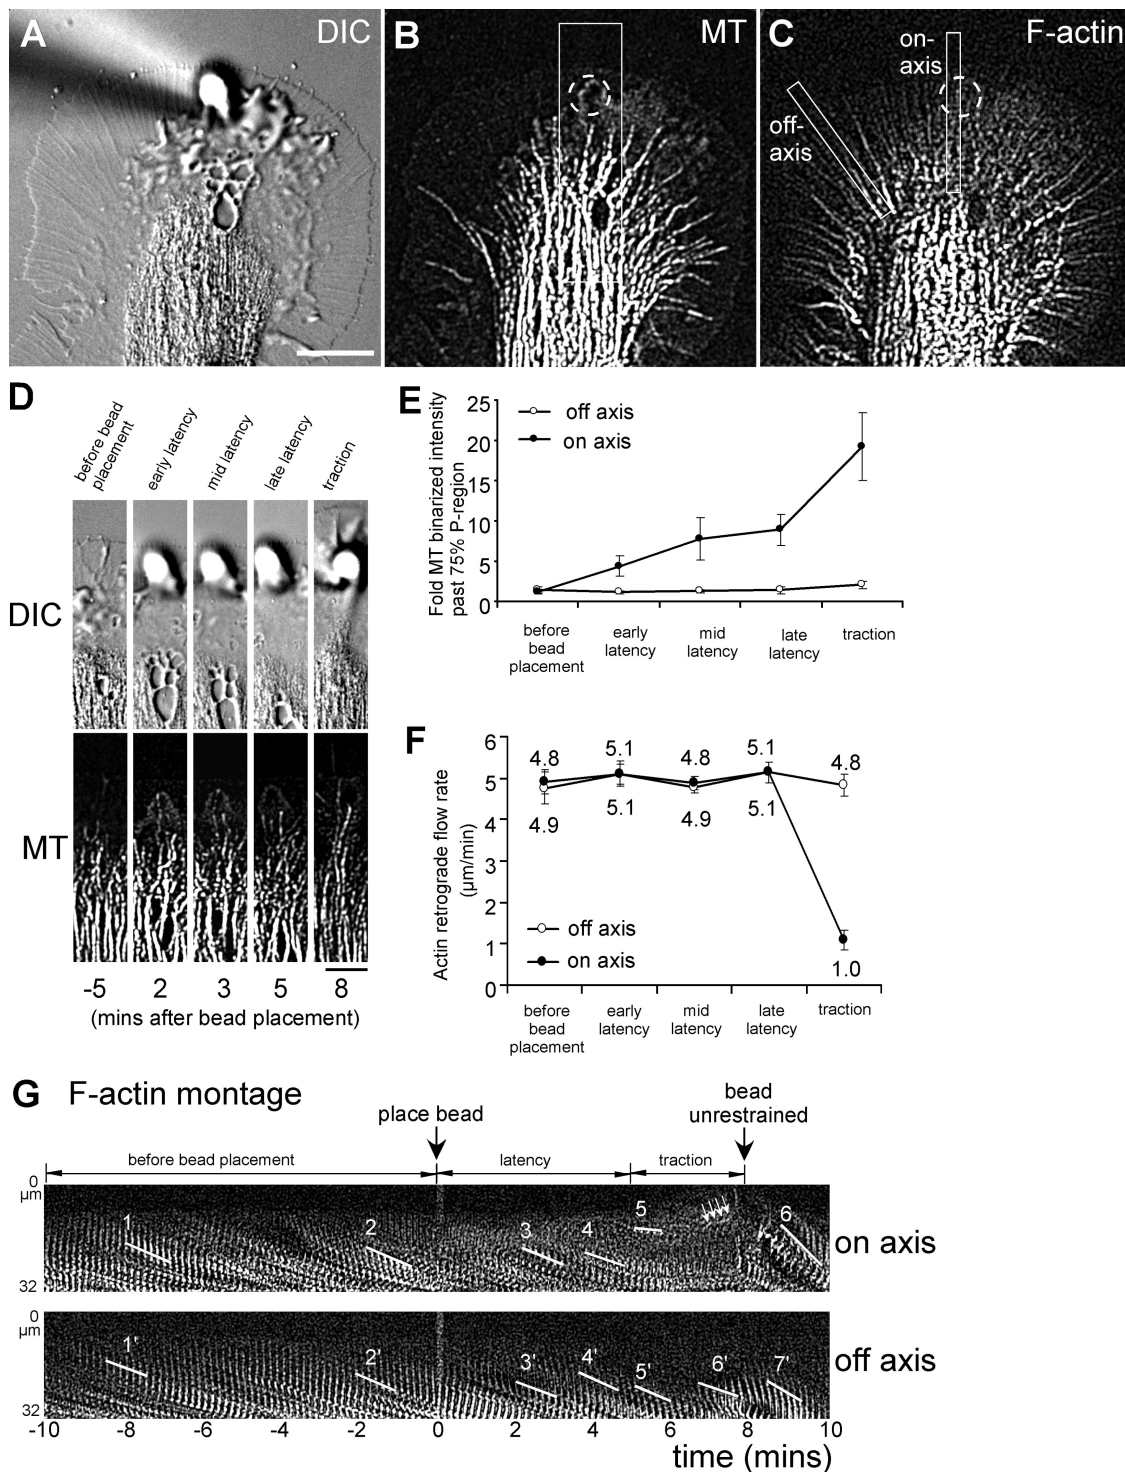 A
DIC
B
MT
C
on-
axis
F-actin
off-
axis
D
before bead
placement
early latency
mid latency
late latency
traction
DIC
MT
-5 2 3 5 8
(mins after bead placement)
E
Fold MT binarized intensity
past 75% P-region
25
20
15
10
5
0
off axis
on axis
before
bead
placement
early
latency
mid
latency
late
latency
traction
F
Actin retrograde flow rate
(µm/min)
6
5
4
3
2
1
0
4.8
5.1
4.8
5.1
4.8
4.9
5.1
4.9
5.1
1.0
off axis
on axis
before
bead
placement
early
latency
mid
latency
late
latency
traction
G F-actin montage
place bead
bead
unrestrained
before bead placement
latency
traction
0
µm
32
1
2
3
4
5
6
on axis
0
µm
32
1'
2'
3'
4'
5'
6'
7'
off axis
-10 -8 -6 -4 -2 0 2 4 6 8 10
time (mins)